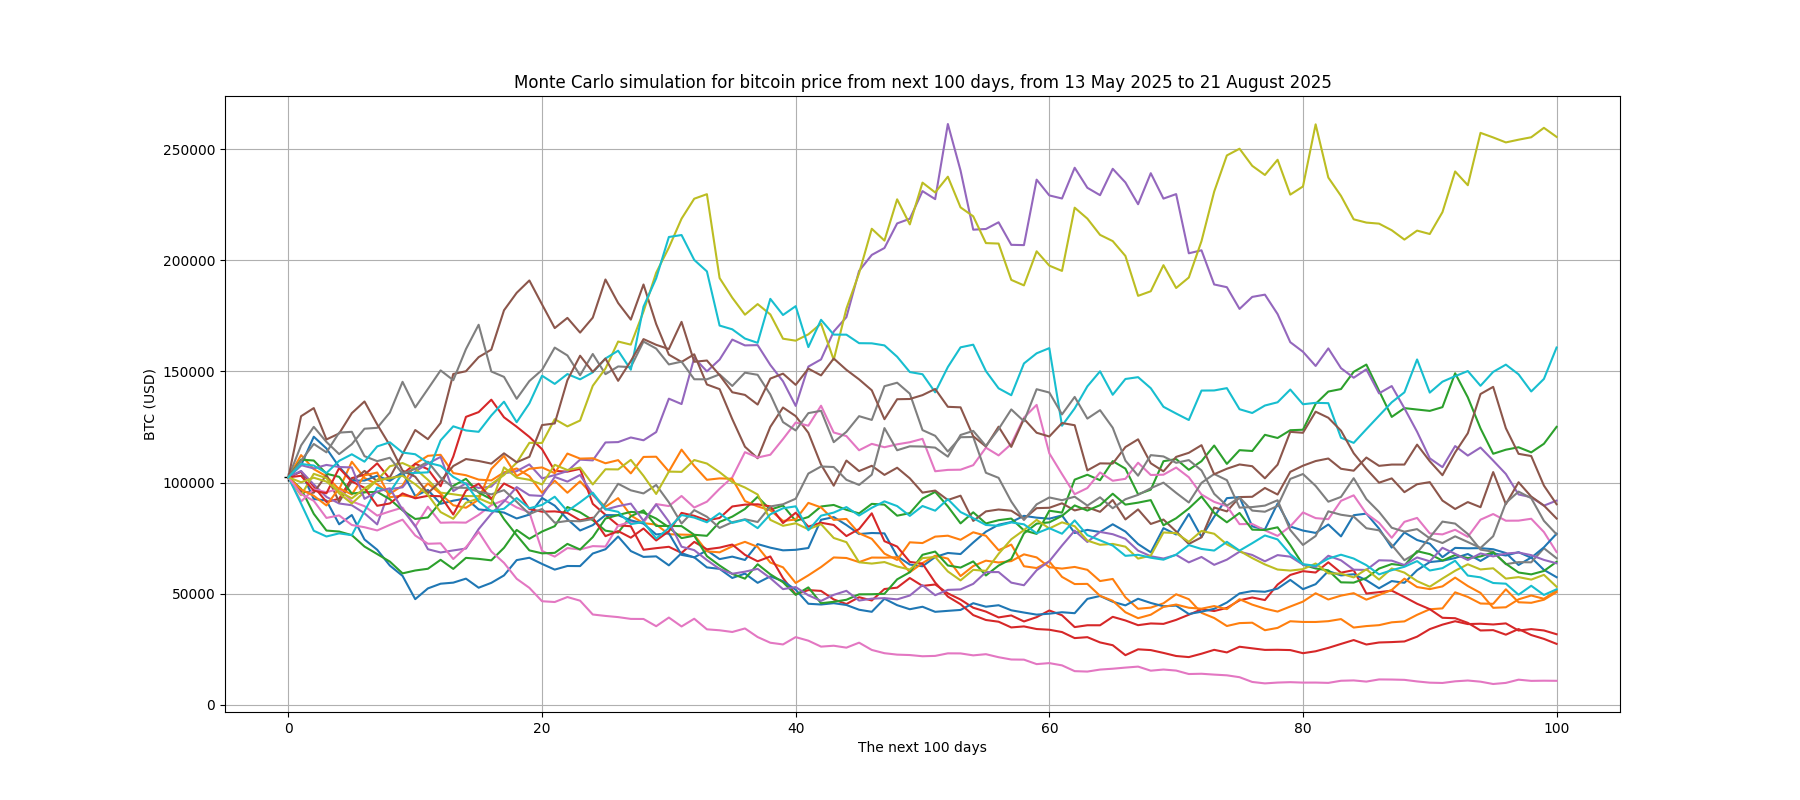 Monte Carlo simulation for bitcoin price from next 100 days, from 13 May 2025 to 21 August 2025
BTC (USD)
250000
200000
150000
100000
50000
0
0 20 40 60 80 100
The next 100 days